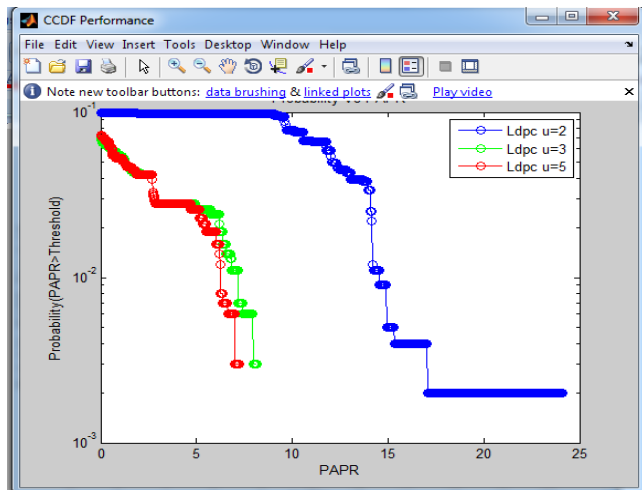 CCDF Performance
File Edit View Insert Tools Desktop Window Help
Note new toolbar buttons: data brushing & linked plots Play video
10^-1
Ldpc u=2
Ldpc u=3
Ldpc u=5
Probability(PAPR>Threshold)
10^-2
10^-3
0 5 10 15 20 25
PAPR